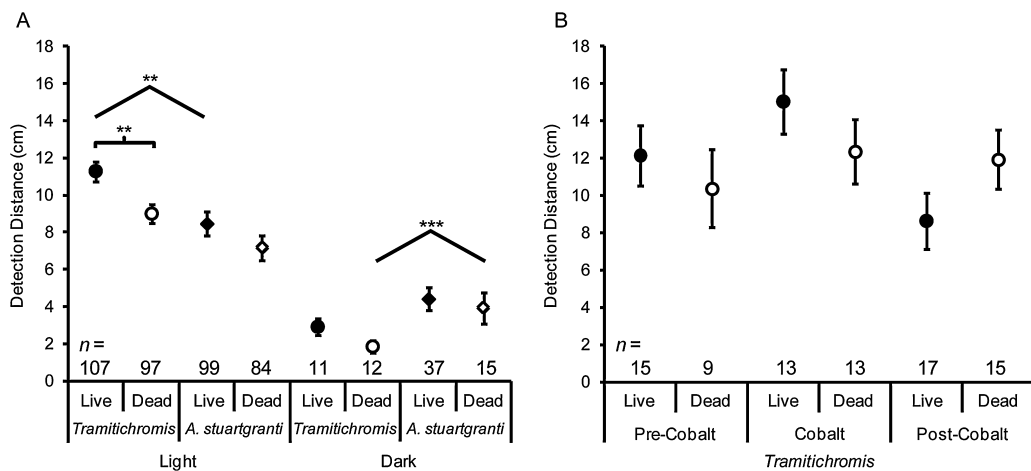 A
Detection Distance (cm)
18
16
14
12
10
8
6
4
2
0
**
**
***
n =
107 97 99 84 11 12 37 15
Live Dead Live Dead Live Dead Live Dead
Tramitichromis A. stuartgranti Tramitichromis A. stuartgranti
Light Dark
B
Detection Distance (cm)
18
16
14
12
10
8
6
4
2
0
n =
15 9 13 13 17 15
Live Dead Live Dead Live Dead
Pre-Cobalt Cobalt Post-Cobalt
Tramitichromis